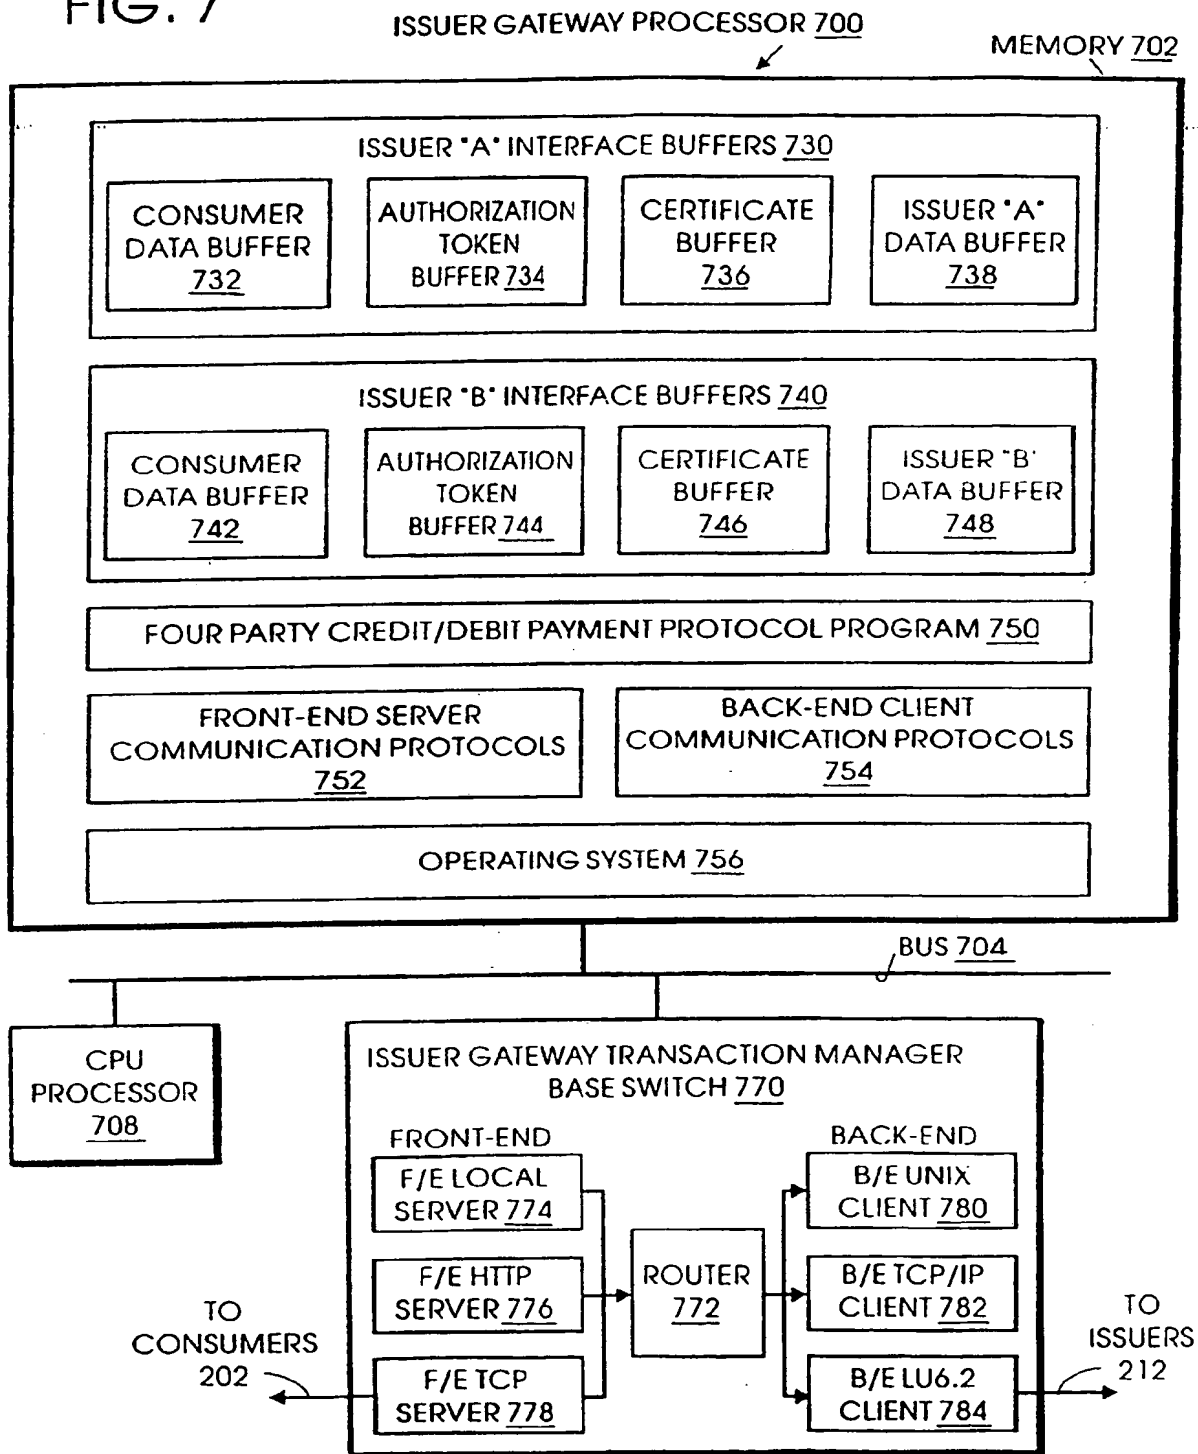 FIG. 7
ISSUER GATEWAY PROCESSOR 700
MEMORY 702
ISSUER "A" INTERFACE BUFFERS 730
CONSUMER
DATA BUFFER
732
AUTHORIZATION
TOKEN
BUFFER 734
CERTIFICATE
BUFFER
736
ISSUER "A"
DATA BUFFER
738
ISSUER "B" INTERFACE BUFFERS 740
CONSUMER
DATA BUFFER
742
AUTHORIZATION
TOKEN
BUFFER 744
CERTIFICATE
BUFFER
746
ISSUER "B"
DATA BUFFER
748
FOUR PARTY CREDIT/DEBIT PAYMENT PROTOCOL PROGRAM 750
FRONT-END SERVER
COMMUNICATION PROTOCOLS
752
BACK-END CLIENT
COMMUNICATION PROTOCOLS
754
OPERATING SYSTEM 756
BUS 704
CPU
PROCESSOR
708
ISSUER GATEWAY TRANSACTION MANAGER
BASE SWITCH 770
FRONT-END
F/E LOCAL
SERVER 774
F/E HTTP
SERVER 776
F/E TCP
SERVER 778
ROUTER
772
BACK-END
B/E UNIX
CLIENT 780
B/E TCP/IP
CLIENT 782
B/E LU6.2
CLIENT 784
TO
CONSUMERS
202
TO
ISSUERS
212